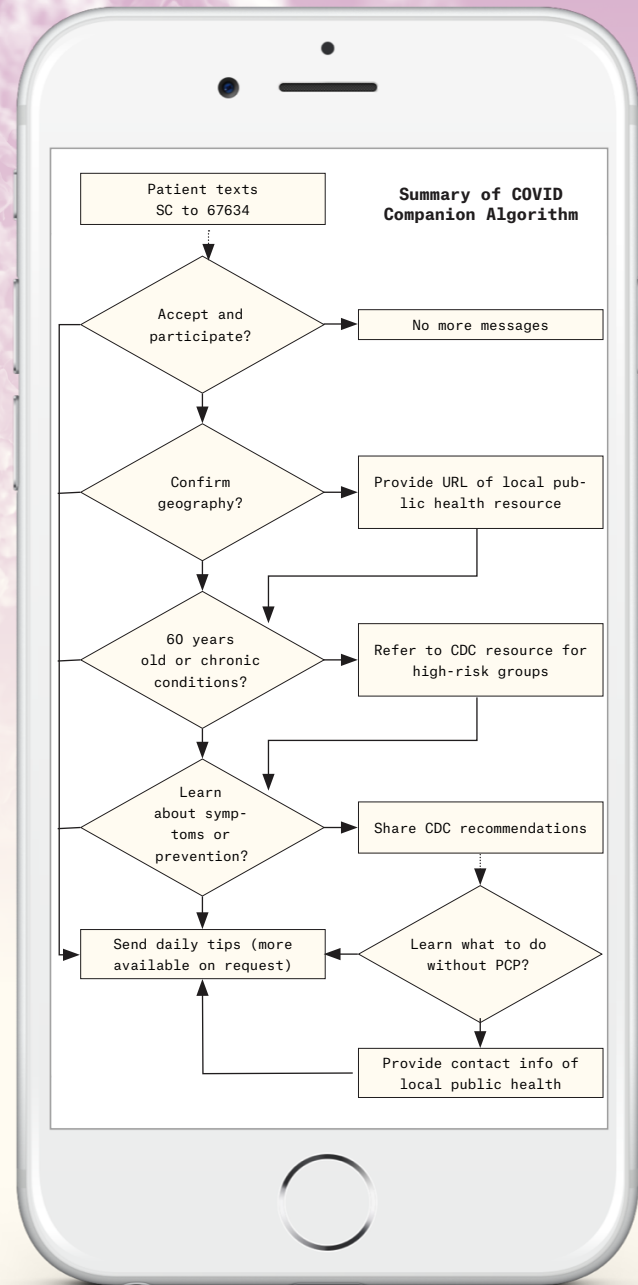 Patient texts
SC to 67634
Summary of COVID
Companion Algorithm
Accept and
participate?
No more messages
Confirm
geography?
Provide URL of local pub-
lic health resource
60 years
old or chronic
conditions?
Refer to CDC resource for
high-risk groups
Learn
about symp-
toms or
prevention?
Share CDC recommendations
Send daily tips (more
available on request)
Learn what to do
without PCP?
Provide contact info of
local public health